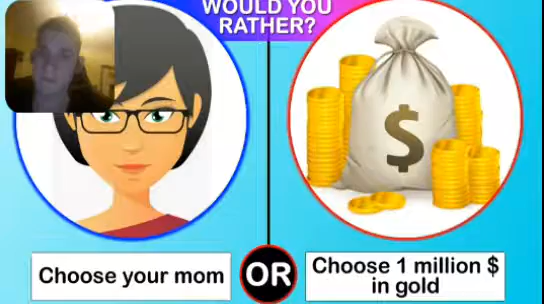 WOULD YOU
RATHER?
$
Choose your mom
OR
Choose 1 million $
in gold